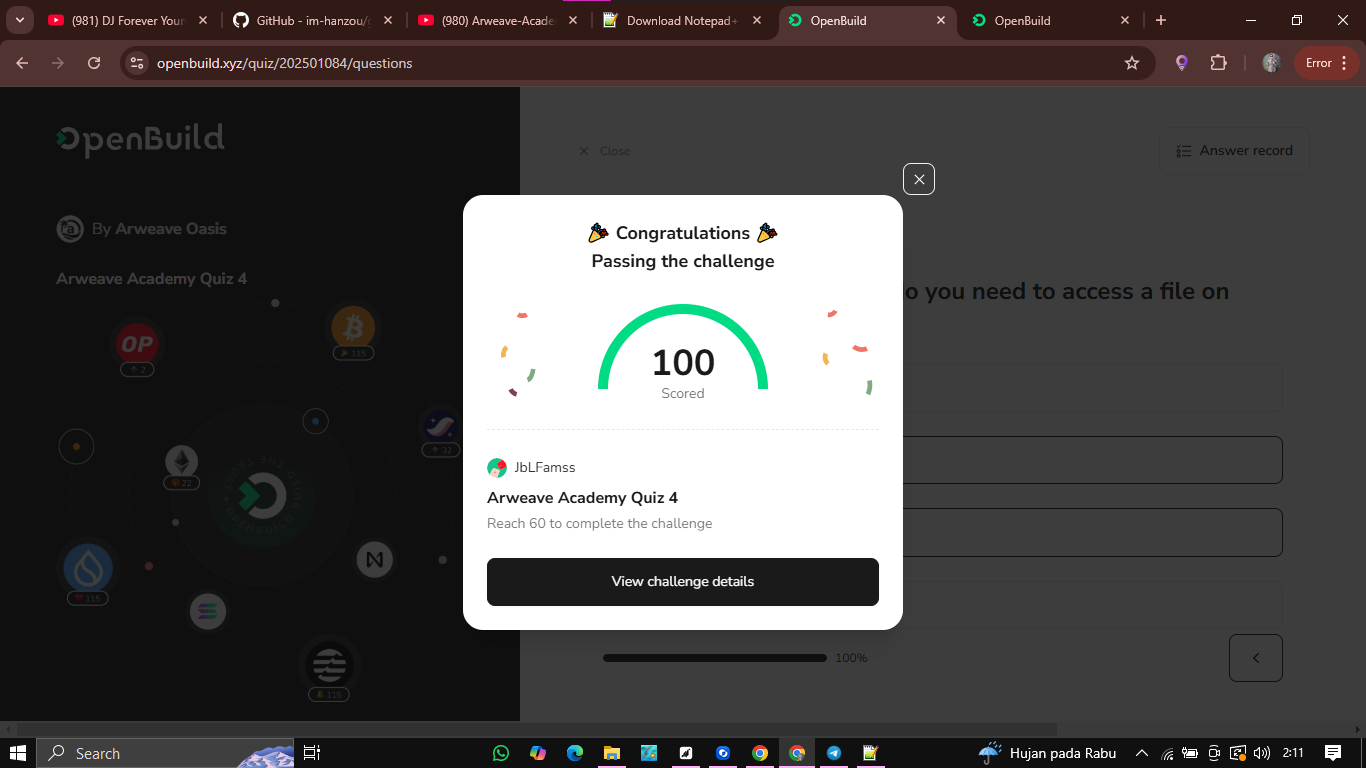 (981) DJ Forever Youn
GitHub - im-hanzou/g
(980) Arweave-Acade
Download Notepad+
OpenBuild
OpenBuild
openbuild.xyz/quiz/202501084/questions
Error
OpenBuild
Close
Answer record
By Arweave Oasis
Arweave Academy Quiz 4
o you need to access a file on
Congratulations
Passing the challenge
100
Scored
OP
2
115
32
22
115
115
JbLFamss
Arweave Academy Quiz 4
Reach 60 to complete the challenge
View challenge details
100%
Search
Hujan pada Rabu
2:11